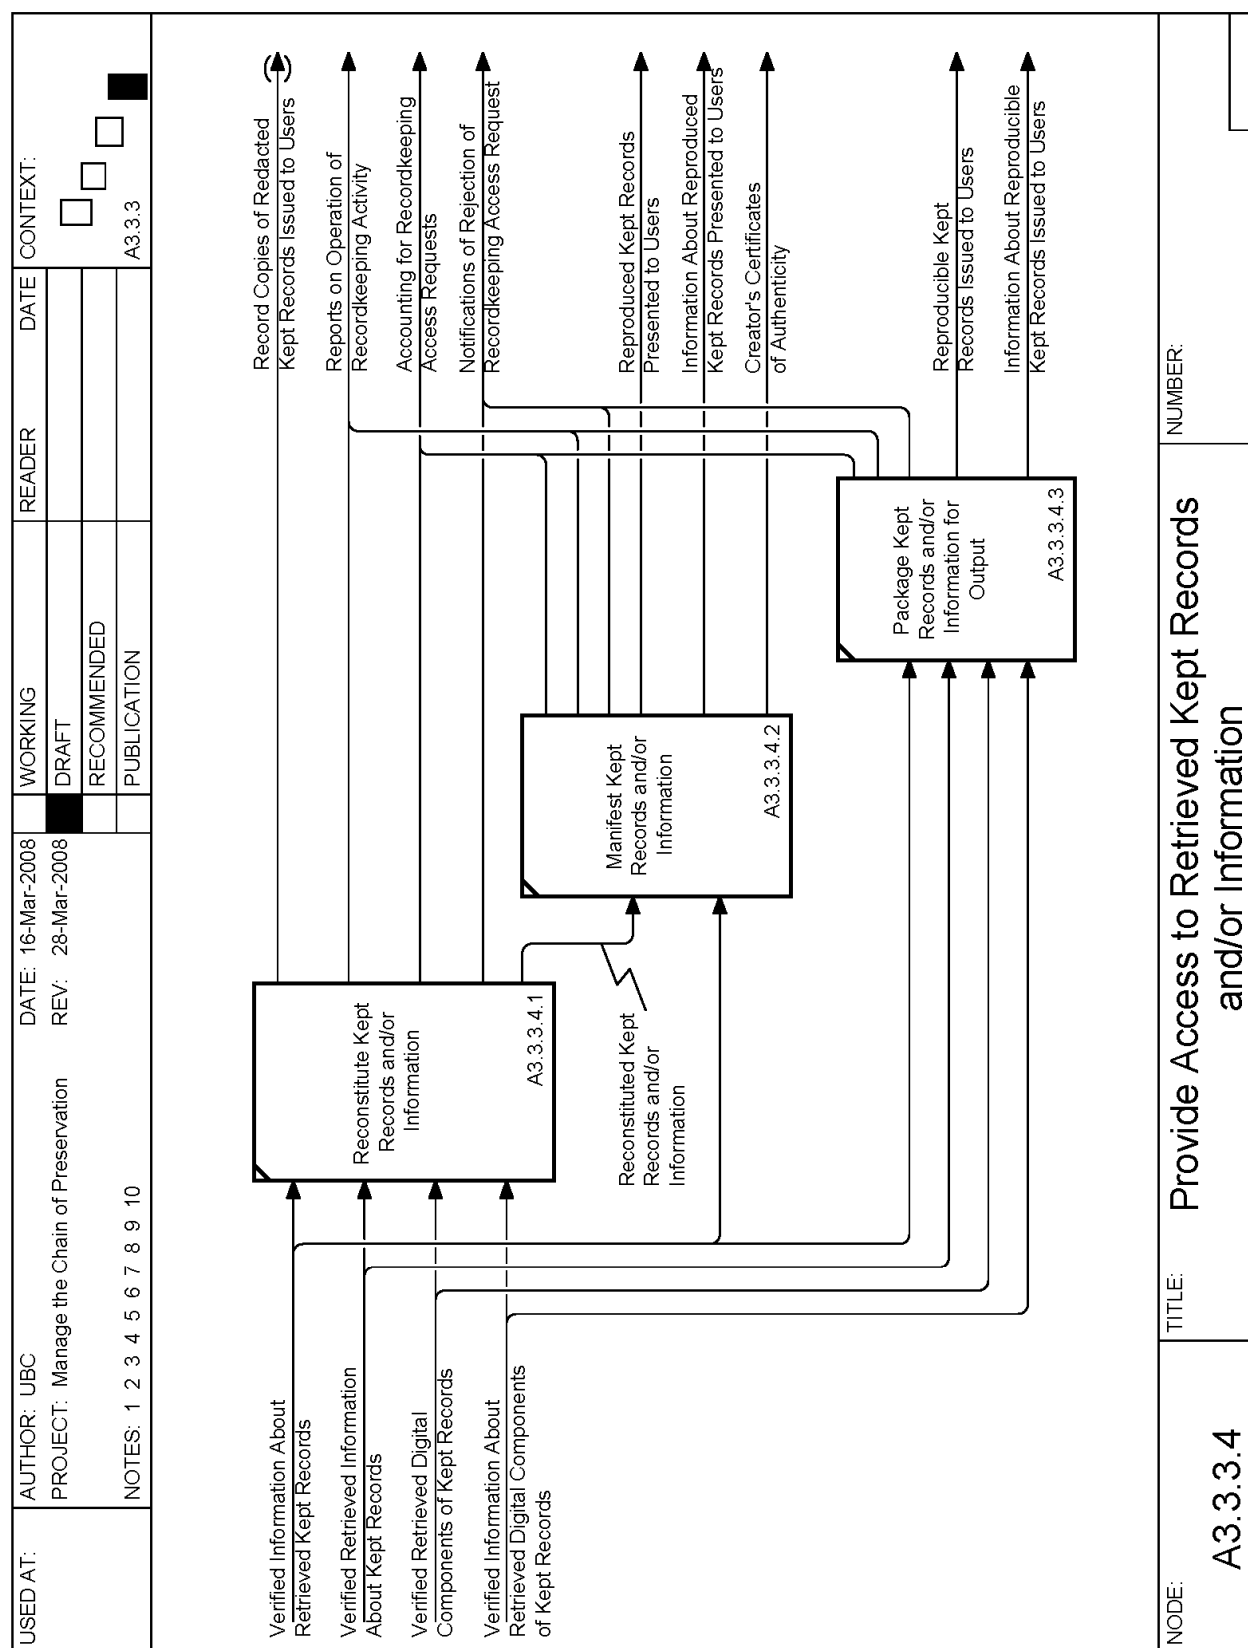 USED AT:
AUTHOR: UBC
PROJECT: Manage the Chain of Preservation
NOTES: 1 2 3 4 5 6 7 8 9 10
DATE: 16-Mar-2008
REV: 28-Mar-2008
WORKING
DRAFT
RECOMMENDED
PUBLICATION
READER
DATE
CONTEXT:
A3.3.3
Verified Information About
Retrieved Kept Records
Verified Retrieved Information
About Kept Records
Verified Retrieved Digital
Components of Kept Records
Verified Information About
Retrieved Digital Components
of Kept Records
Reconstitute Kept
Records and/or
Information
A3.3.3.4.1
Reconstituted Kept
Records and/or
Information
Manifest Kept
Records and/or
Information
A3.3.3.4.2
Package Kept
Records and/or
Information for
Output
A3.3.3.4.3
Record Copies of Redacted
Kept Records Issued to Users
Reports on Operation of
Recordkeeping Activity
Accounting for Recordkeeping
Access Requests
Notifications of Rejection of
Recordkeeping Access Request
Reproduced Kept Records
Presented to Users
Information About Reproduced
Kept Records Presented to Users
Creator's Certificates
of Authenticity
Reproducible Kept
Records Issued to Users
Information About Reproducible
Kept Records Issued to Users
NODE:
A3.3.3.4
TITLE:
Provide Access to Retrieved Kept Records
and/or Information
NUMBER: